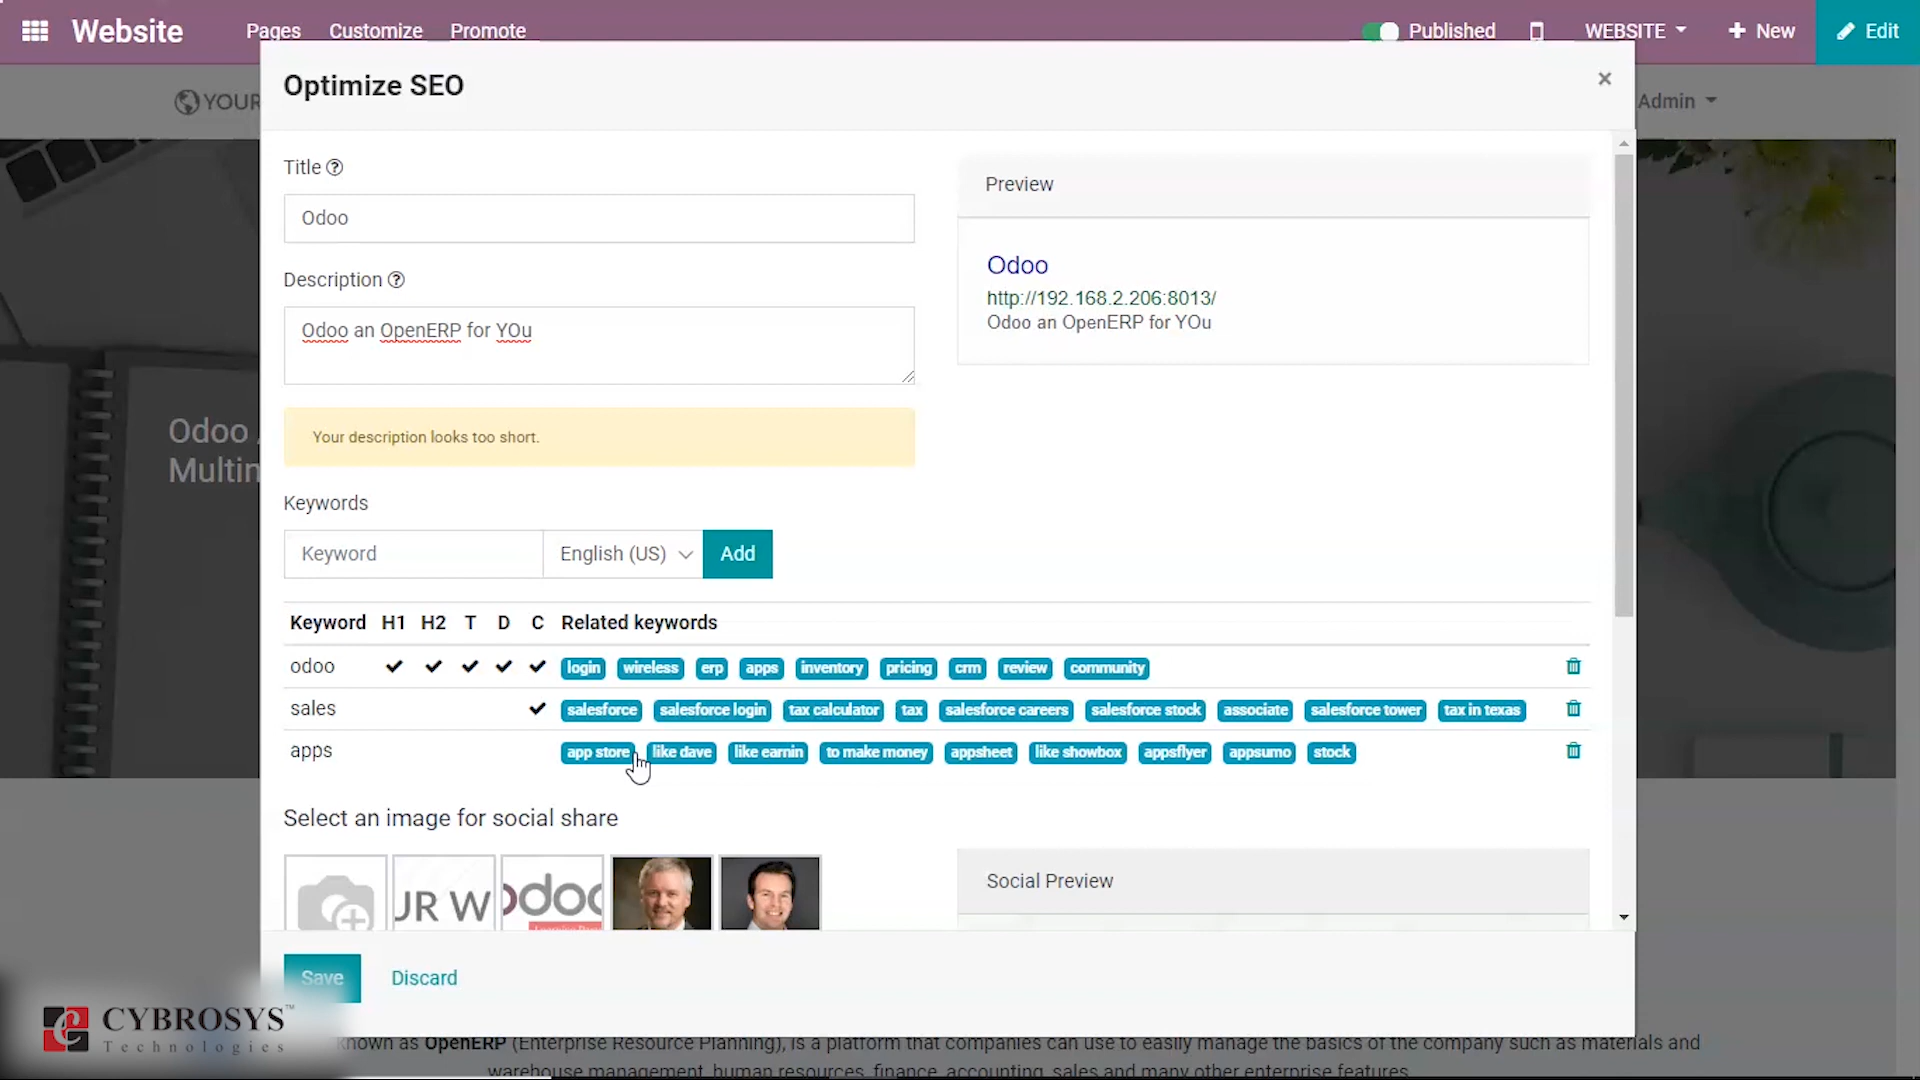 Website
Pages
Customize
Promote
Published
WEBSITE
New
Edit
YOUR
Admin
Optimize SEO
×
Title
Odoo
Description
Odoo an OpenERP for YOu
Your description looks too short.
Preview
Odoo
http://192.168.2.206:8013/
Odoo an OpenERP for YOu
Odoo
Multin
Keywords
Keyword
English (US)
Add
Keyword H1 H2 T D C Related keywords
odoo login wireless erp apps inventory pricing crm review community
sales salesforce salesforce login tax calculator tax salesforce careers salesforce stock associate salesforce tower tax in texas
apps app store like dave like earnin to make money appsheet like showbox appsflyer appsumo stock
Select an image for social share
UR W
odoo
Social Preview
Save
Discard
CYBROSYS™
Technologies
known as OpenERP (Enterprise Resource Planning), is a platform that companies can use to easily manage the basics of the company such as materials and
warehouse management, human resources, finance, accounting, sales and many other enterprise features.